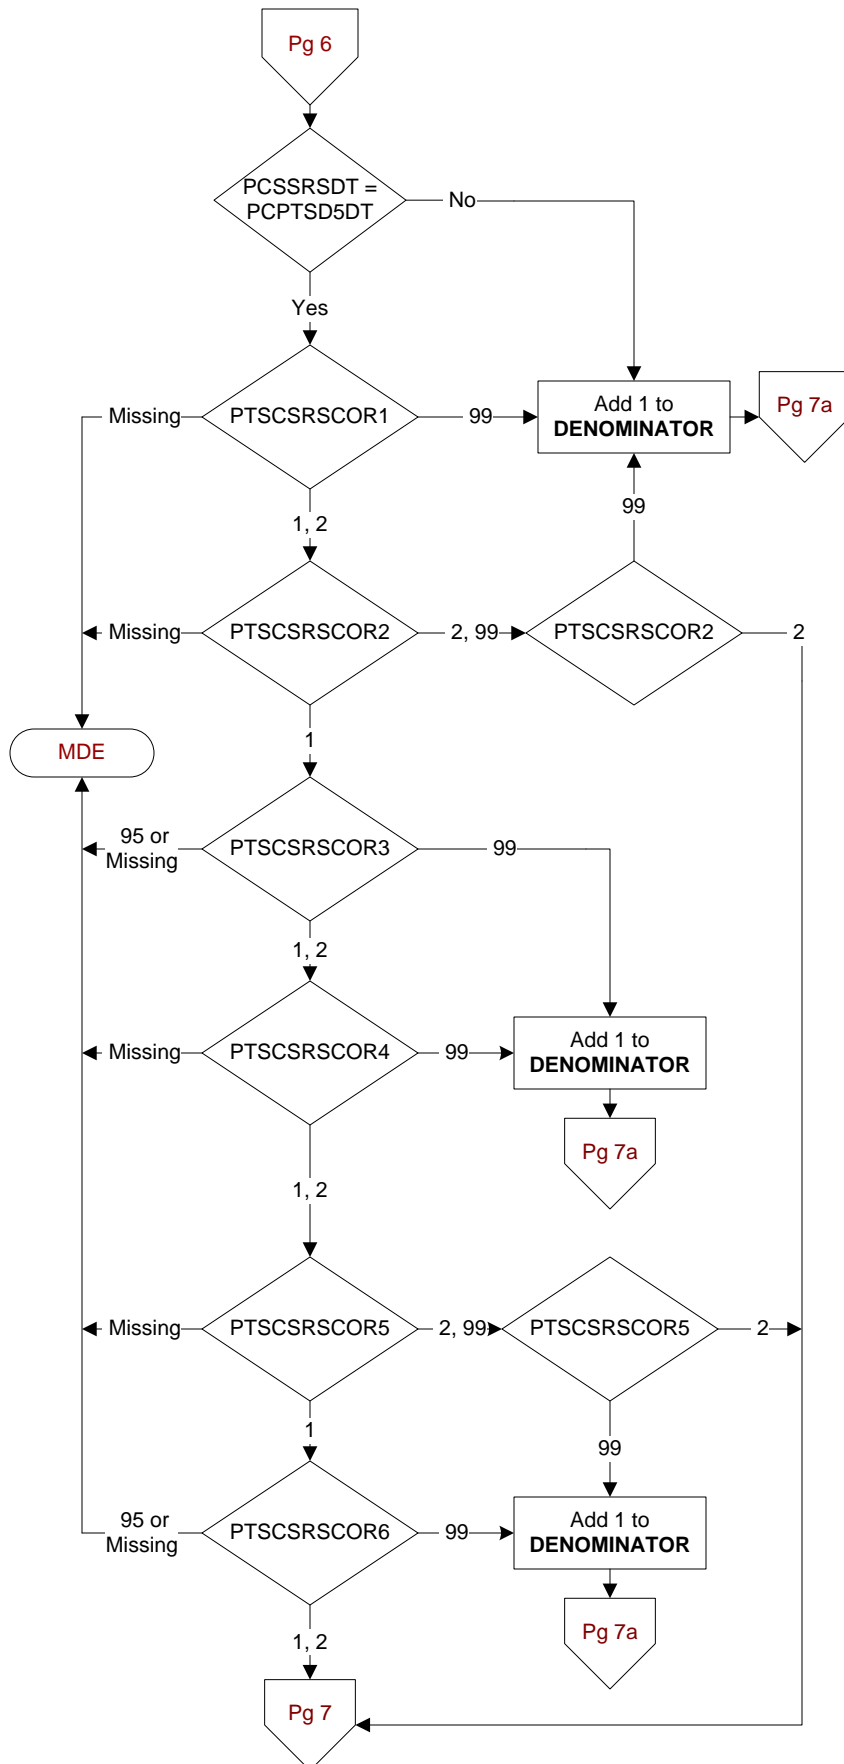 Pg 6
PCSSRSDT =
PCPTSD5DT
No
Yes
Missing
PTSCSRSCOR1
99
Add 1 to
DENOMINATOR
Pg 7a
1, 2
99
Missing
PTSCSRSCOR2
2, 99
PTSCSRSCOR2
2
1
MDE
95 or
Missing
PTSCSRSCOR3
99
1, 2
Missing
PTSCSRSCOR4
99
Add 1 to
DENOMINATOR
Pg 7a
1, 2
Missing
PTSCSRSCOR5
2, 99
PTSCSRSCOR5
2
1
99
95 or
Missing
PTSCSRSCOR6
99
Add 1 to
DENOMINATOR
1, 2
Pg 7a
Pg 7